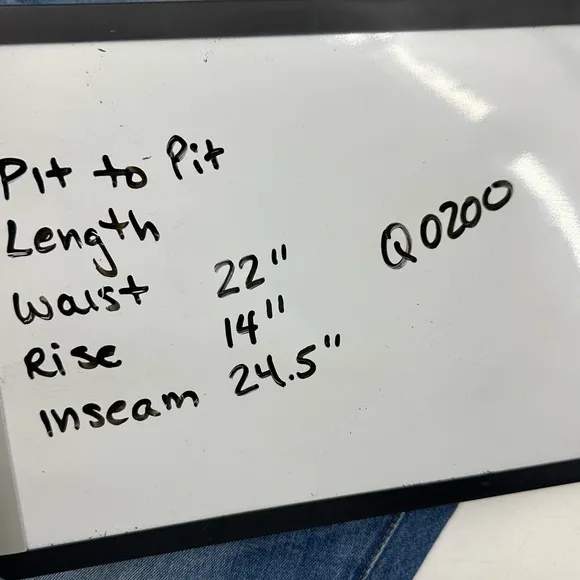 Pit to Pit
Length
Waist 22"
Rise 14"
Inseam 24.5"
Q0200